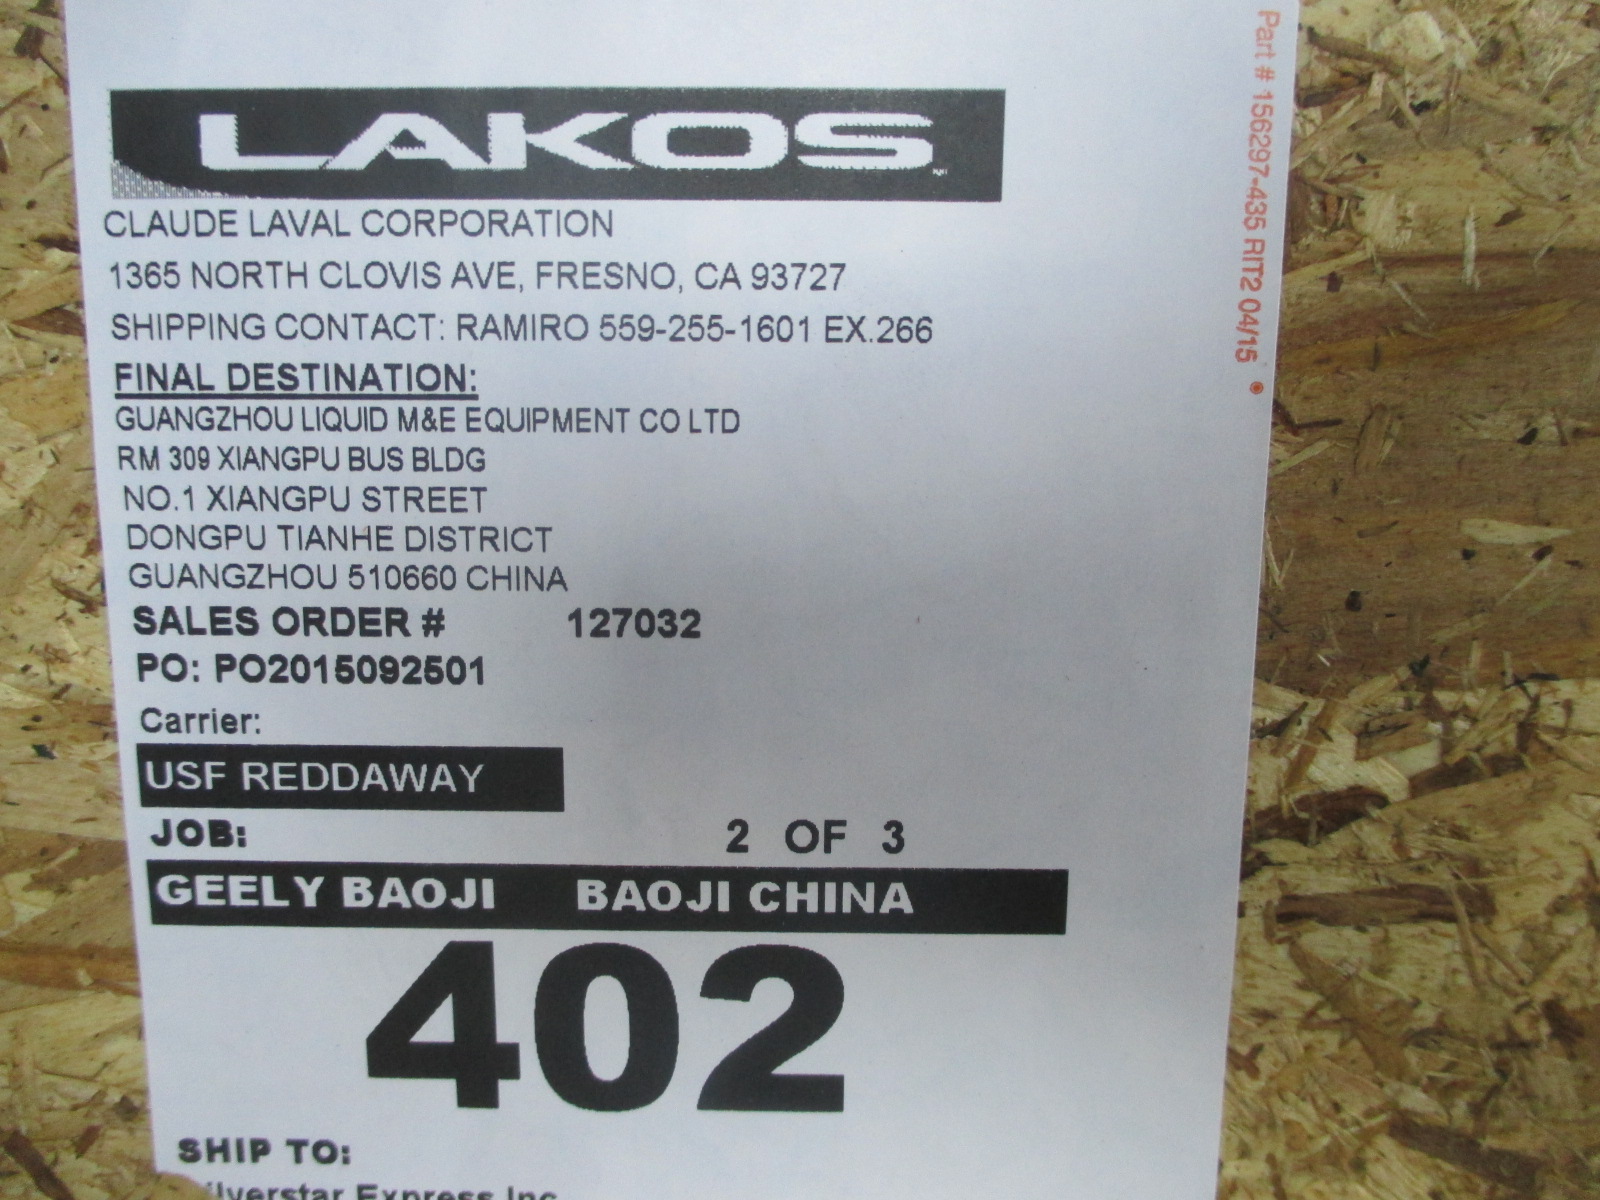 LAKOS
CLAUDE LAVAL CORPORATION
1365 NORTH CLOVIS AVE, FRESNO, CA 93727
SHIPPING CONTACT: RAMIRO 559-255-1601 EX.266
FINAL DESTINATION:
GUANGZHOU LIQUID M&E EQUIPMENT CO LTD
RM 309 XIANGPU BUS BLDG
NO.1 XIANGPU STREET
DONGPU TIANHE DISTRICT
GUANGZHOU 510660 CHINA
SALES ORDER # 127032
PO: PO2015092501
Carrier:
USF REDDAWAY
JOB: 2 OF 3
GEELY BAOJI BAOJI CHINA
402
SHIP TO:
Express Inc
Part # 156297-435 RIT2 04/15